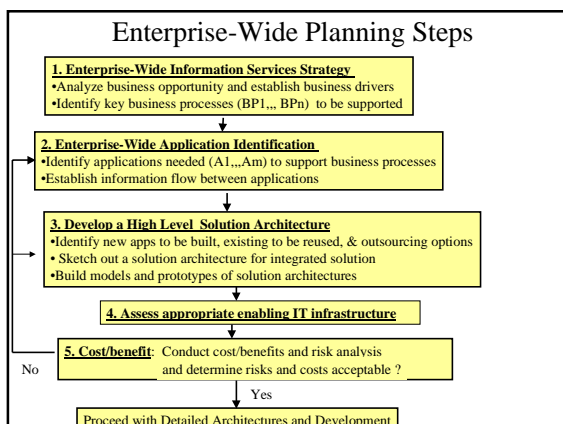 Enterprise-Wide Planning Steps
1. Enterprise-Wide Information Services Strategy
•Analyze business opportunity and establish business drivers
•Identify key business processes (BP1,,, BPn) to be supported
2. Enterprise-Wide Application Identification
•Identify applications needed (A1,,,Am) to support business processes
•Establish information flow between applications
3. Develop a High Level Solution Architecture
•Identify new apps to be built, existing to be reused, & outsourcing options
• Sketch out a solution architecture for integrated solution
•Build models and prototypes of solution architectures
4. Assess appropriate enabling IT infrastructure
5. Cost/benefit: Conduct cost/benefits and risk analysis
and determine risks and costs acceptable ?
No
Yes
Proceed with Detailed Architectures and Development